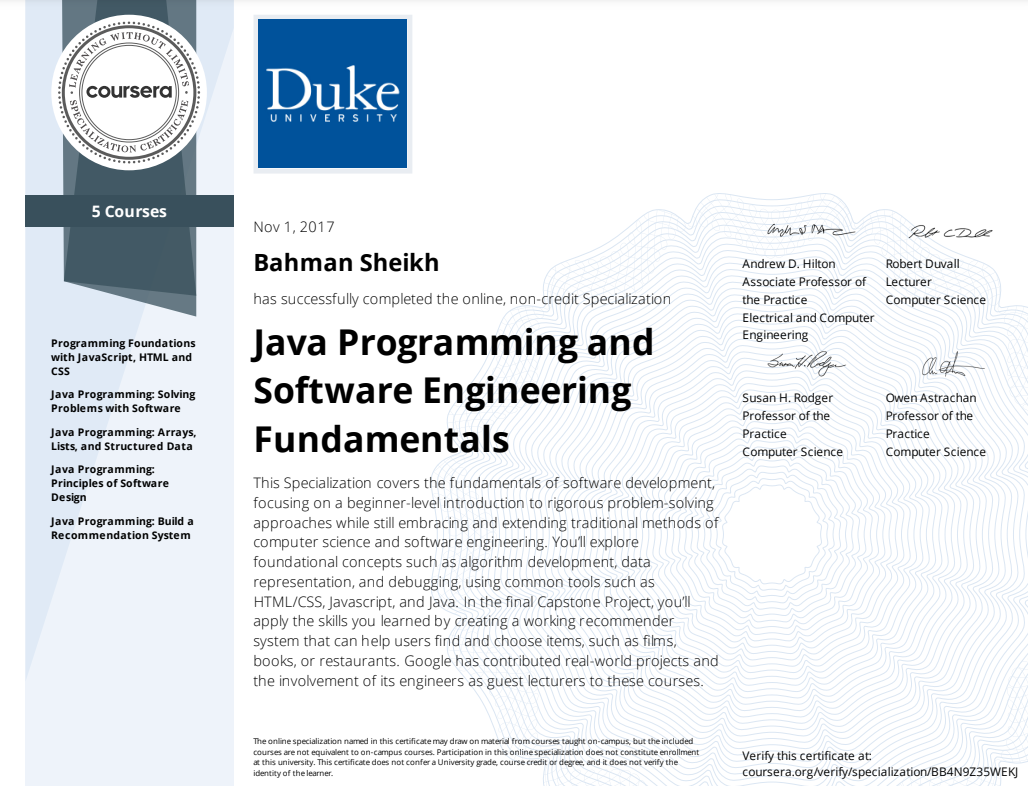 LEARNING WITHOUT LIMITS
coursera
SPECIALIZATION CERTIFICATE
5 Courses
Programming Foundations
with JavaScript, HTML and
CSS
Java Programming: Solving
Problems with Software
Java Programming: Arrays,
Lists, and Structured Data
Java Programming:
Principles of Software
Design
Java Programming: Build a
Recommendation System
Duke
UNIVERSITY
Nov 1, 2017
Bahman Sheikh
has successfully completed the online, non-credit Specialization
Java Programming and
Software Engineering
Fundamentals
This Specialization covers the fundamentals of software development,
focusing on a beginner-level introduction to rigorous problem-solving
approaches while still embracing and extending traditional methods of
computer science and software engineering. You'll explore
foundational concepts such as algorithm development, data
representation, and debugging, using common tools such as
HTML/CSS, Javascript, and Java. In the final Capstone Project, you'll
apply the skills you learned by creating a working recommender
system that can help users find and choose items, such as films,
books, or restaurants. Google has contributed real-world projects and
the involvement of its engineers as guest lecturers to these courses.
Andrew D. Hilton
Associate Professor of
the Practice
Electrical and Computer
Engineering
Robert Duvall
Lecturer
Computer Science
Susan H. Rodger
Professor of the
Practice
Computer Science
Owen Astrachan
Professor of the
Practice
Computer Science
The online specialization named in this certificate may draw on material from courses taught on-campus, but the included
courses are not equivalent to on-campus courses. Participation in this online specialization does not constitute enrollment
at this university. This certificate does not confer a University grade, course credit or degree, and it does not verify the
identity of the learner.
Verify this certificate at:
coursera.org/verify/specialization/BB4N9Z35WEKJ